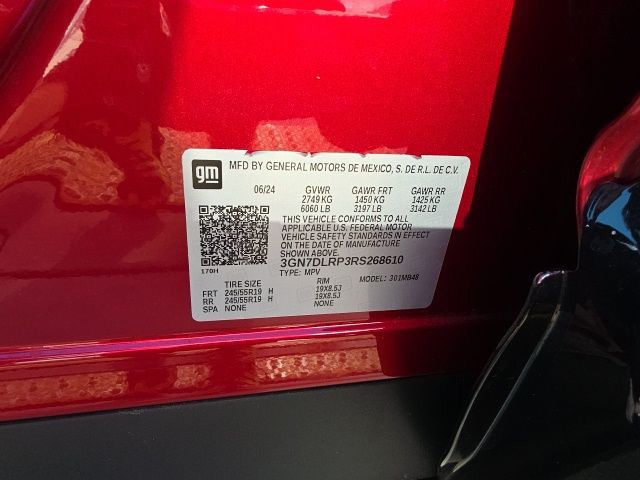 gm MFD BY GENERAL MOTORS DE MEXICO, S. DE R.L. DE C.V.
06/24 GVWR GAWR FRT GAWR RR
2749 KG 1450 KG 1425 KG
6060 LB 3197 LB 3142 LB
THIS VEHICLE CONFORMS TO ALL
APPLICABLE U.S. FEDERAL MOTOR
VEHICLE SAFETY STANDARDS IN EFFECT
ON THE DATE OF MANUFACTURE
SHOWN ABOVE.
3GN7DLRP3RS268610
170H TYPE: MPV MODEL: 301MB48
TIRE SIZE RIM
FRT 245/55R19 H 19X8.5J
RR 245/55R19 H 19X8.5J
SPA NONE NONE